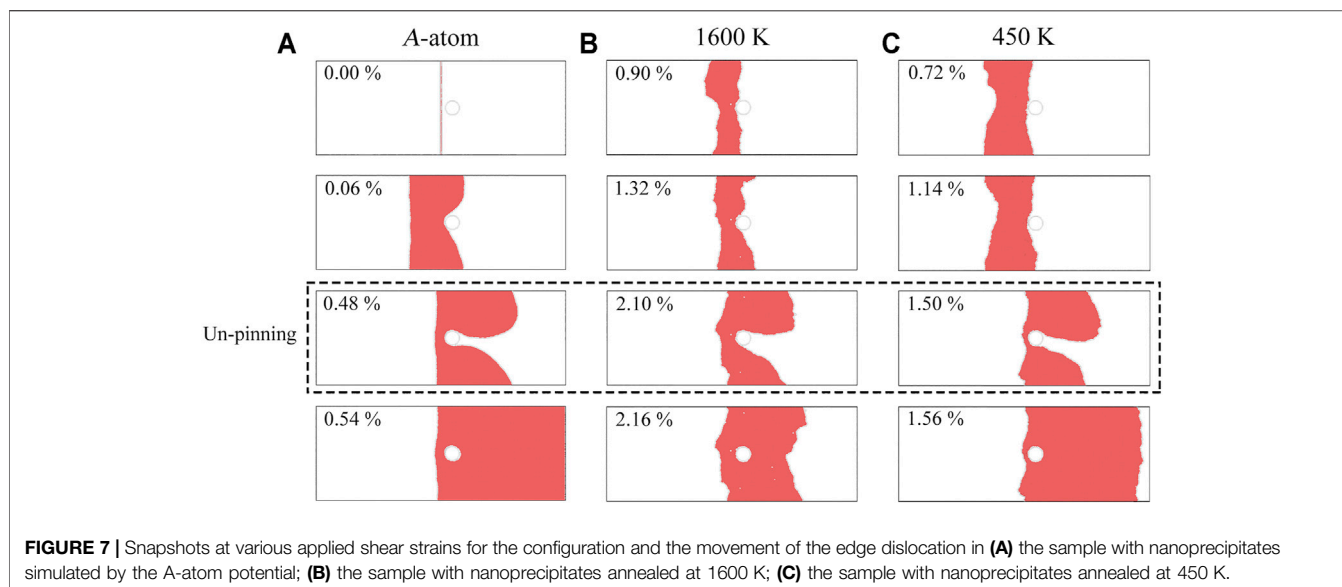 A A-atom B 1600 K C 450 K
0.00 % 0.90 % 0.72 %
0.06 % 1.32 % 1.14 %
Un-pinning 0.48 % 2.10 % 1.50 %
0.54 % 2.16 % 1.56 %
FIGURE 7 | Snapshots at various applied shear strains for the configuration and the movement of the edge dislocation in (A) the sample with nanoprecipitates
simulated by the A-atom potential; (B) the sample with nanoprecipitates annealed at 1600 K; (C) the sample with nanoprecipitates annealed at 450 K.